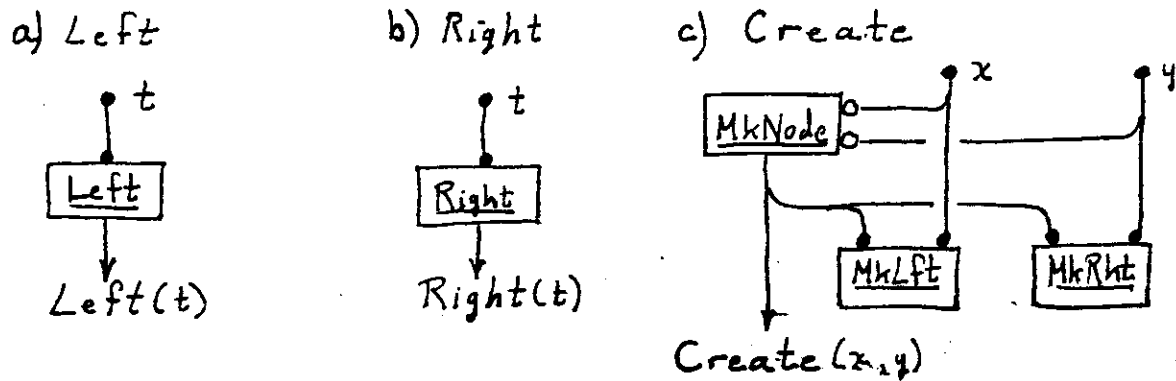 a) Left
t
Left
Left(t)
b) Right
t
Right
Right(t)
c) Create
x
y
MkNode
MkLft
MkRht
Create(x,y)